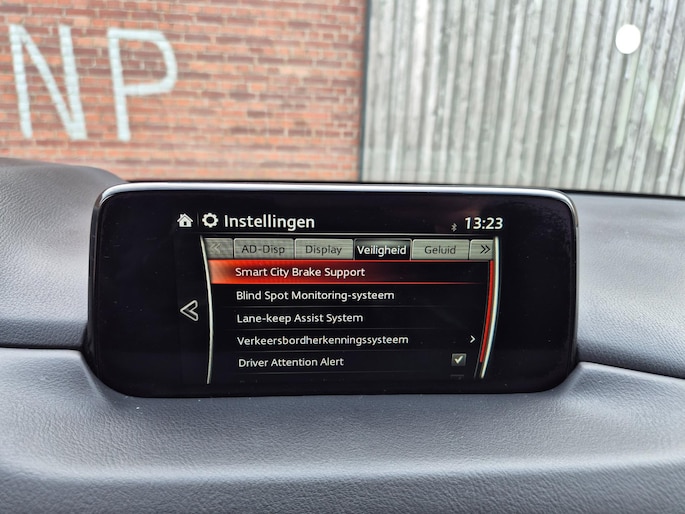 NP
Instellingen 13:23
AD-Disp Display Veiligheid Geluid
Smart City Brake Support
Blind Spot Monitoring-systeem
Lane-keep Assist System
Verkeersbordherkenningssysteem
Driver Attention Alert